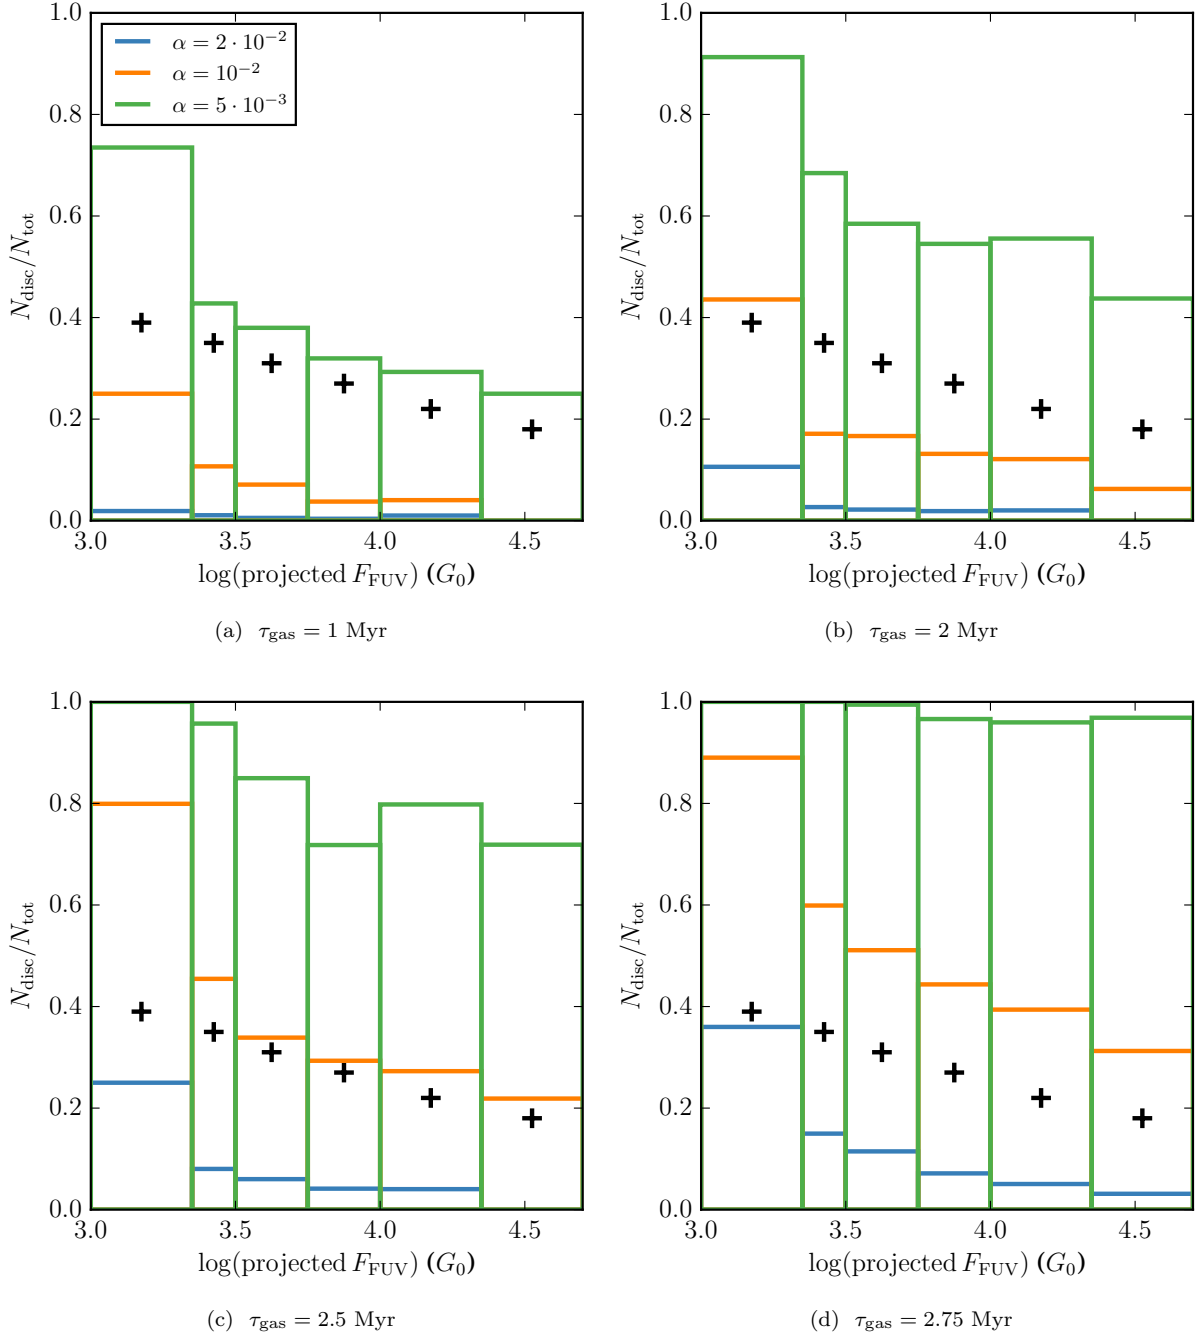 1.0
0.8
0.6
0.4
0.2
0.0
N_disc/N_tot
α = 2 · 10⁻²
α = 10⁻²
α = 5 · 10⁻³
3.0 3.5 4.0 4.5
log(projected F_FUV) (G₀)
(a) τ_gas = 1 Myr
1.0
0.8
0.6
0.4
0.2
0.0
N_disc/N_tot
3.0 3.5 4.0 4.5
log(projected F_FUV) (G₀)
(b) τ_gas = 2 Myr
1.0
0.8
0.6
0.4
0.2
0.0
N_disc/N_tot
3.0 3.5 4.0 4.5
log(projected F_FUV) (G₀)
(c) τ_gas = 2.5 Myr
1.0
0.8
0.6
0.4
0.2
0.0
N_disc/N_tot
3.0 3.5 4.0 4.5
log(projected F_FUV) (G₀)
(d) τ_gas = 2.75 Myr